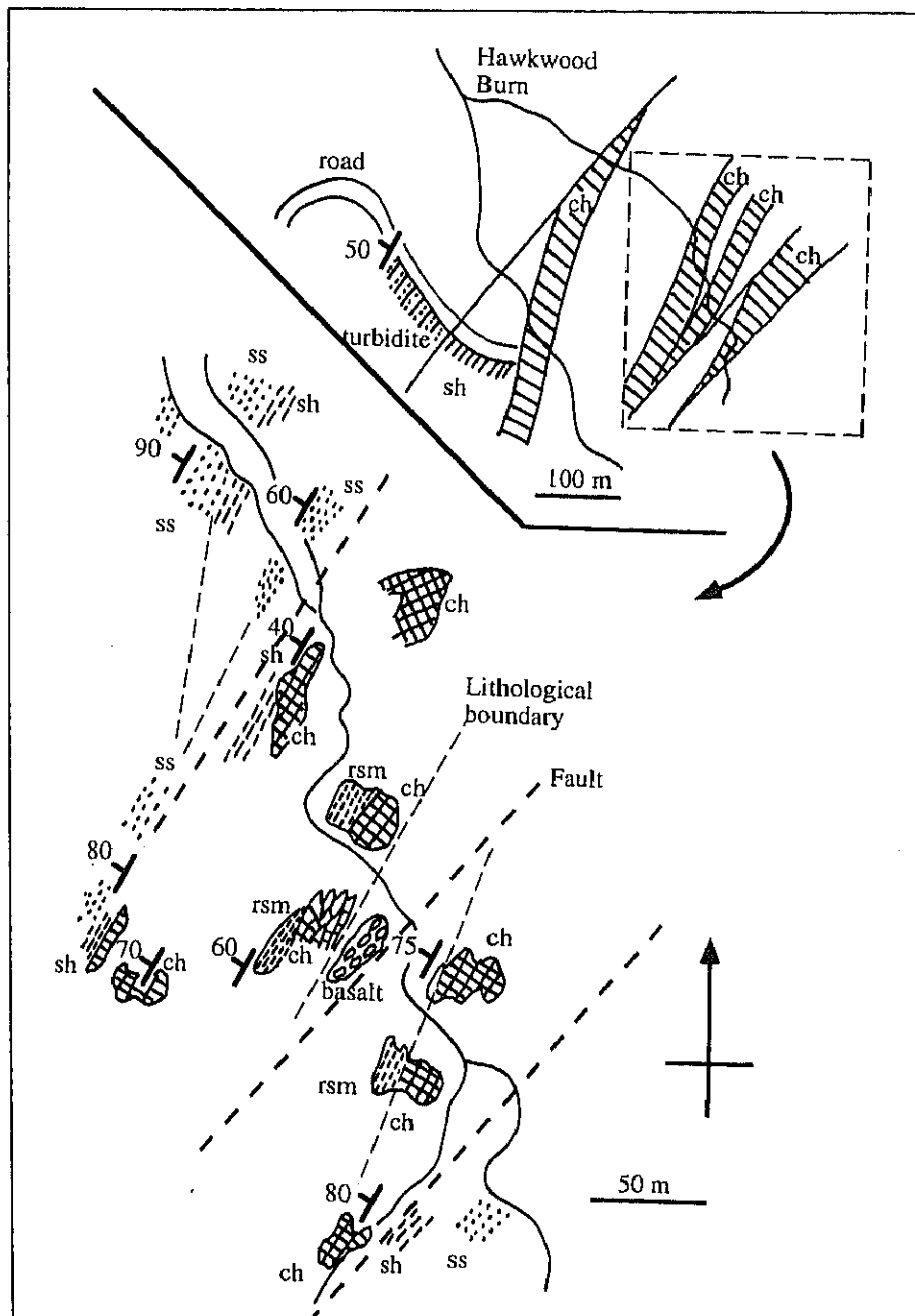 Hawkwood
Burn
road
ch
ch
ch
ch
50
turbidite
sh
100 m
ss
sh
90
60
ss
ss
40
sh
ch
ch
Lithological
boundary
ss
rsm
ch
Fault
80
rsm
ch
60
75
ch
70
ch
sh
basalt
rsm
ch
50 m
80
ch
sh
ss